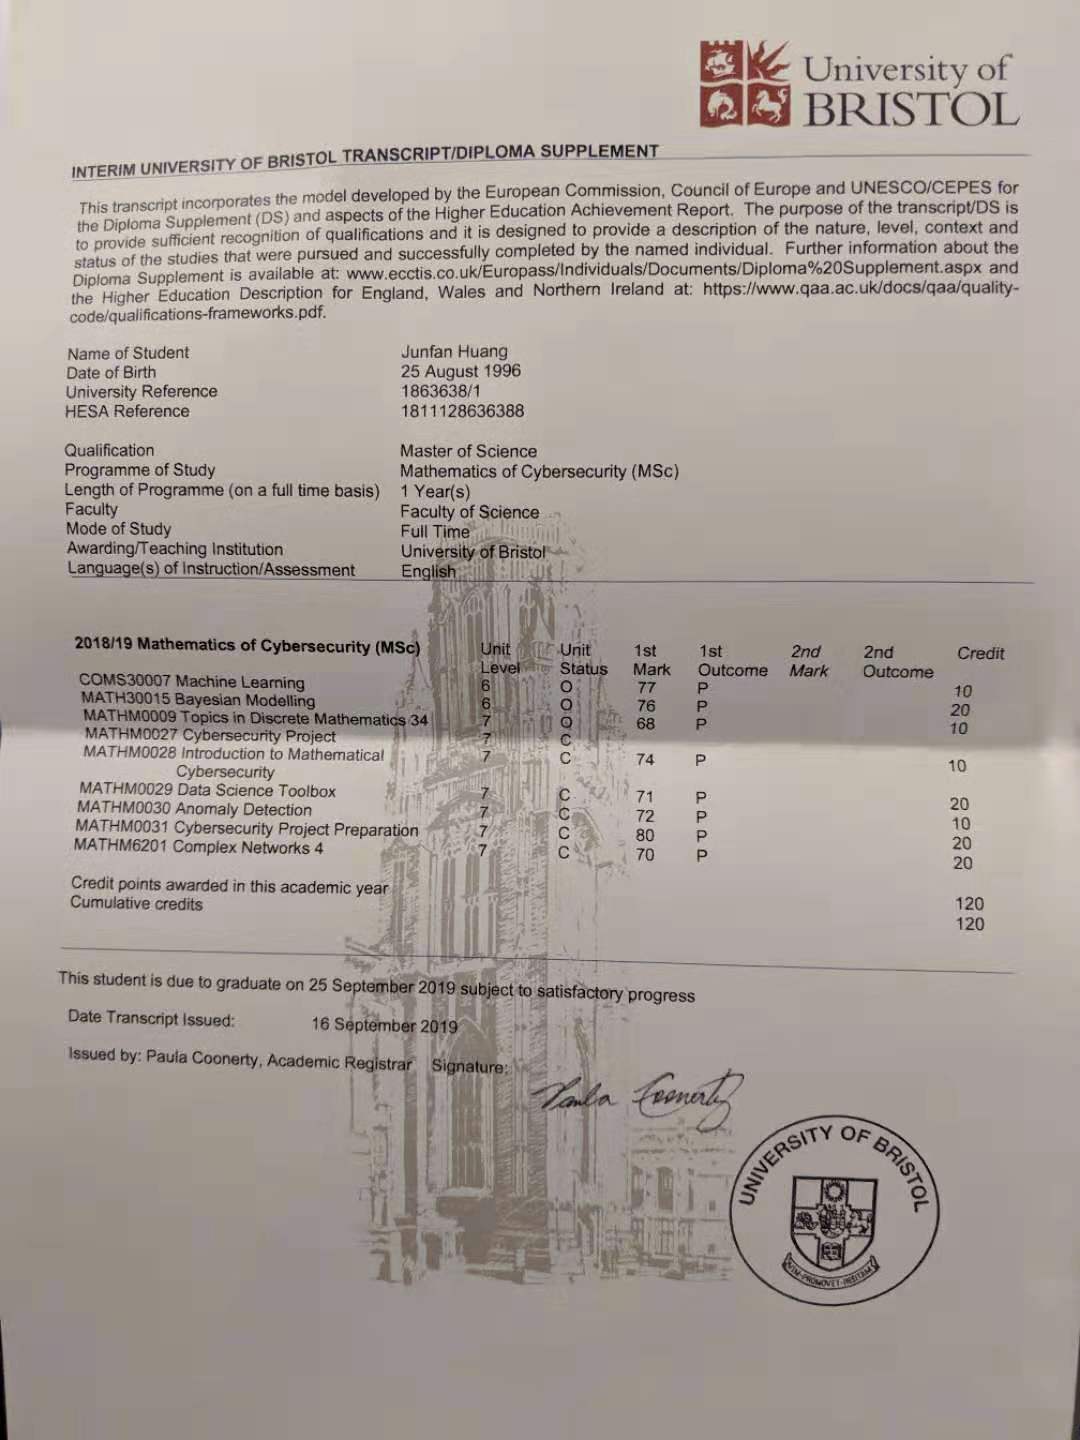 University of
BRISTOL
INTERIM UNIVERSITY OF BRISTOL TRANSCRIPT/DIPLOMA SUPPLEMENT
This transcript incorporates the model developed by the European Commission, Council of Europe and UNESCO/CEPES for
the Diploma Supplement (DS) and aspects of the Higher Education Achievement Report. The purpose of the transcript/DS is
to provide sufficient recognition of qualifications and it is designed to provide a description of the nature, level, context and
status of the studies that were pursued and successfully completed by the named individual. Further information about the
Diploma Supplement is available at: www.ecctis.co.uk/Europass/Individuals/Documents/Diploma%20Supplement.aspx and
the Higher Education Description for England, Wales and Northern Ireland at: https://www.qaa.ac.uk/docs/qaa/quality-
code/qualifications-frameworks.pdf.
Name of Student Junfan Huang
Date of Birth 25 August 1996
University Reference 1863638/1
HESA Reference 1811128636388
Qualification Master of Science
Programme of Study Mathematics of Cybersecurity (MSc)
Length of Programme (on a full time basis) 1 Year(s)
Faculty Faculty of Science
Mode of Study Full Time
Awarding/Teaching Institution University of Bristol
Language(s) of Instruction/Assessment English
2018/19 Mathematics of Cybersecurity (MSc) Unit Unit 1st 1st 2nd 2nd Credit
Level Status Mark Outcome Mark Outcome
COMS30007 Machine Learning 6 O 77 P 10
MATH30015 Bayesian Modelling 6 O 76 P 20
MATHM0009 Topics in Discrete Mathematics 34 7 O 68 P 10
MATHM0027 Cybersecurity Project 7 C
MATHM0028 Introduction to Mathematical 7 C 74 P 10
Cybersecurity
MATHM0029 Data Science Toolbox 7 C 71 P 20
MATHM0030 Anomaly Detection 7 C 72 P 10
MATHM0031 Cybersecurity Project Preparation 7 C 80 P 20
MATHM6201 Complex Networks 4 7 C 70 P 20
Credit points awarded in this academic year 120
Cumulative credits 120
This student is due to graduate on 25 September 2019 subject to satisfactory progress
Date Transcript Issued: 16 September 2019
Issued by: Paula Coonerty, Academic Registrar Signature:
Paula Coonerty
UNIVERSITY OF BRISTOL
VIM·PROMOVET·INSITAM